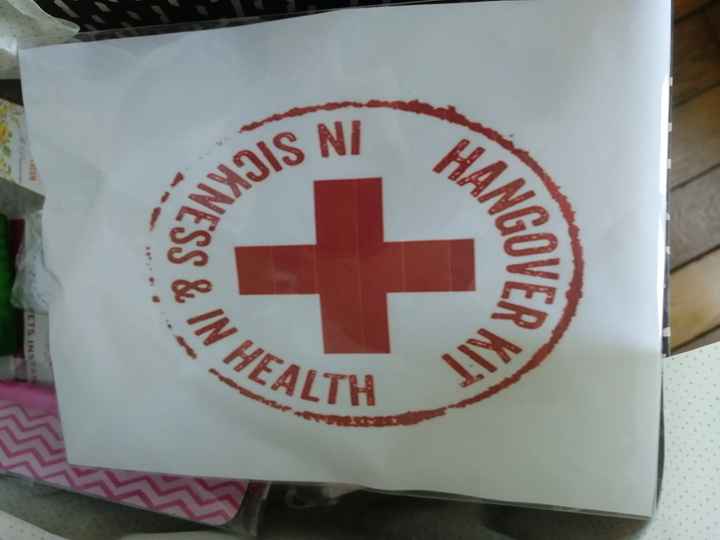 HANGOVER KIT
IN SICKNESS & IN HEALTH